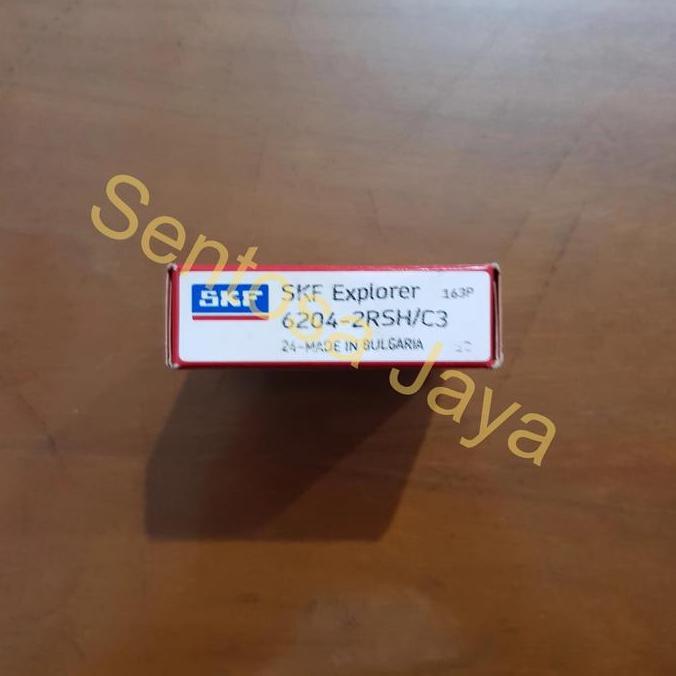 SKF
SKF Explorer 163P
6204-2RSH/C3
24-MADE IN BULGARIA
Sentosa Jaya